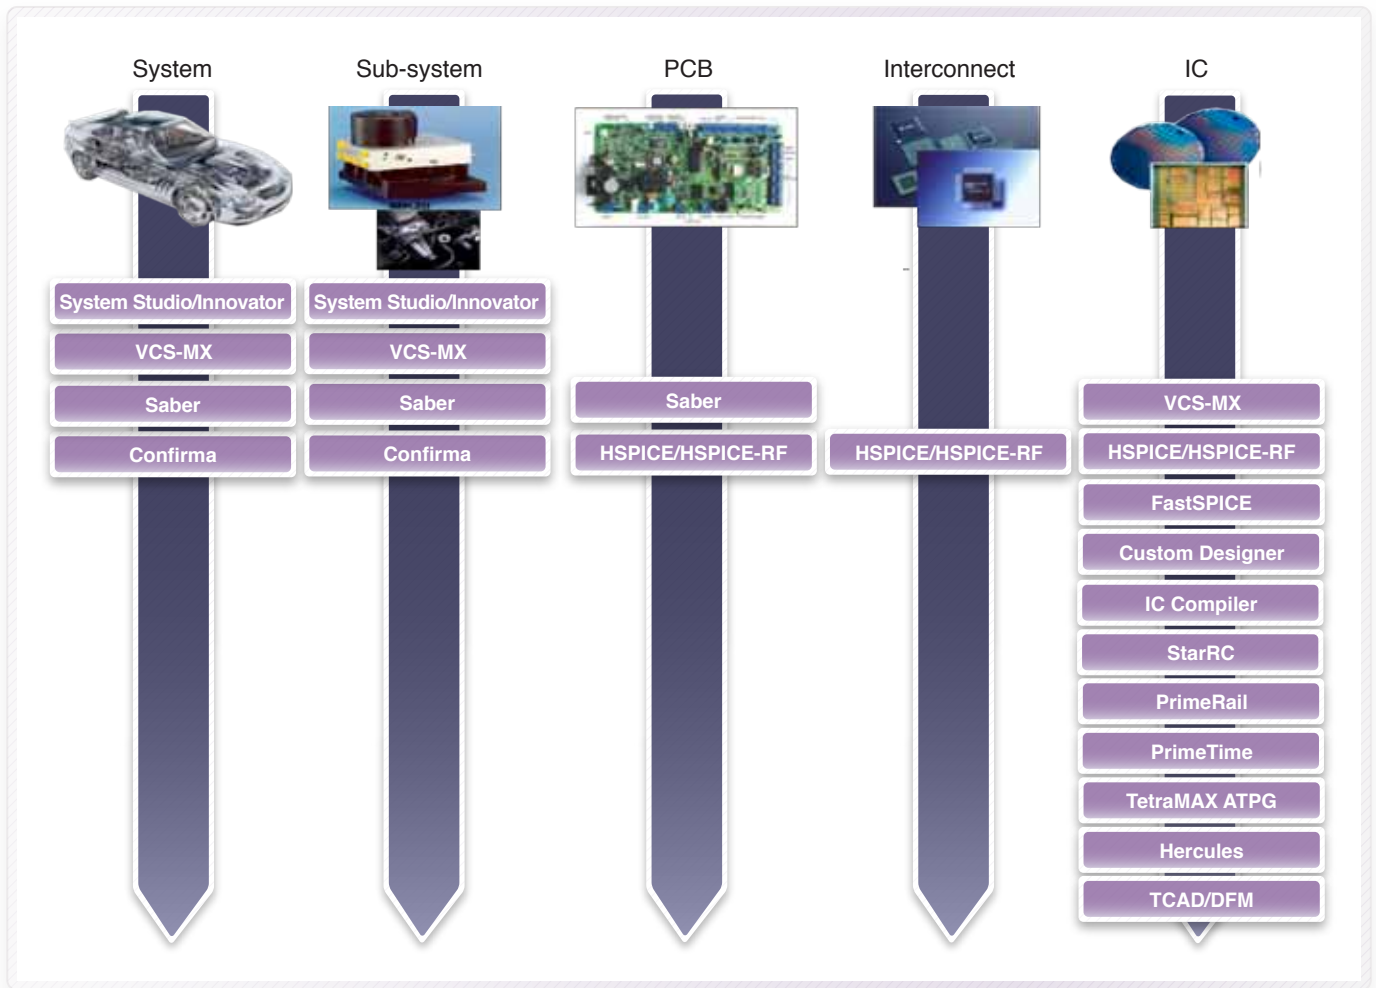 System
Sub-system
PCB
Interconnect
IC
System Studio/Innovator
VCS-MX
Saber
Confirma
System Studio/Innovator
VCS-MX
Saber
Confirma
Saber
HSPICE/HSPICE-RF
HSPICE/HSPICE-RF
VCS-MX
HSPICE/HSPICE-RF
FastSPICE
Custom Designer
IC Compiler
StarRC
PrimeRail
PrimeTime
TetraMAX ATPG
Hercules
TCAD/DFM